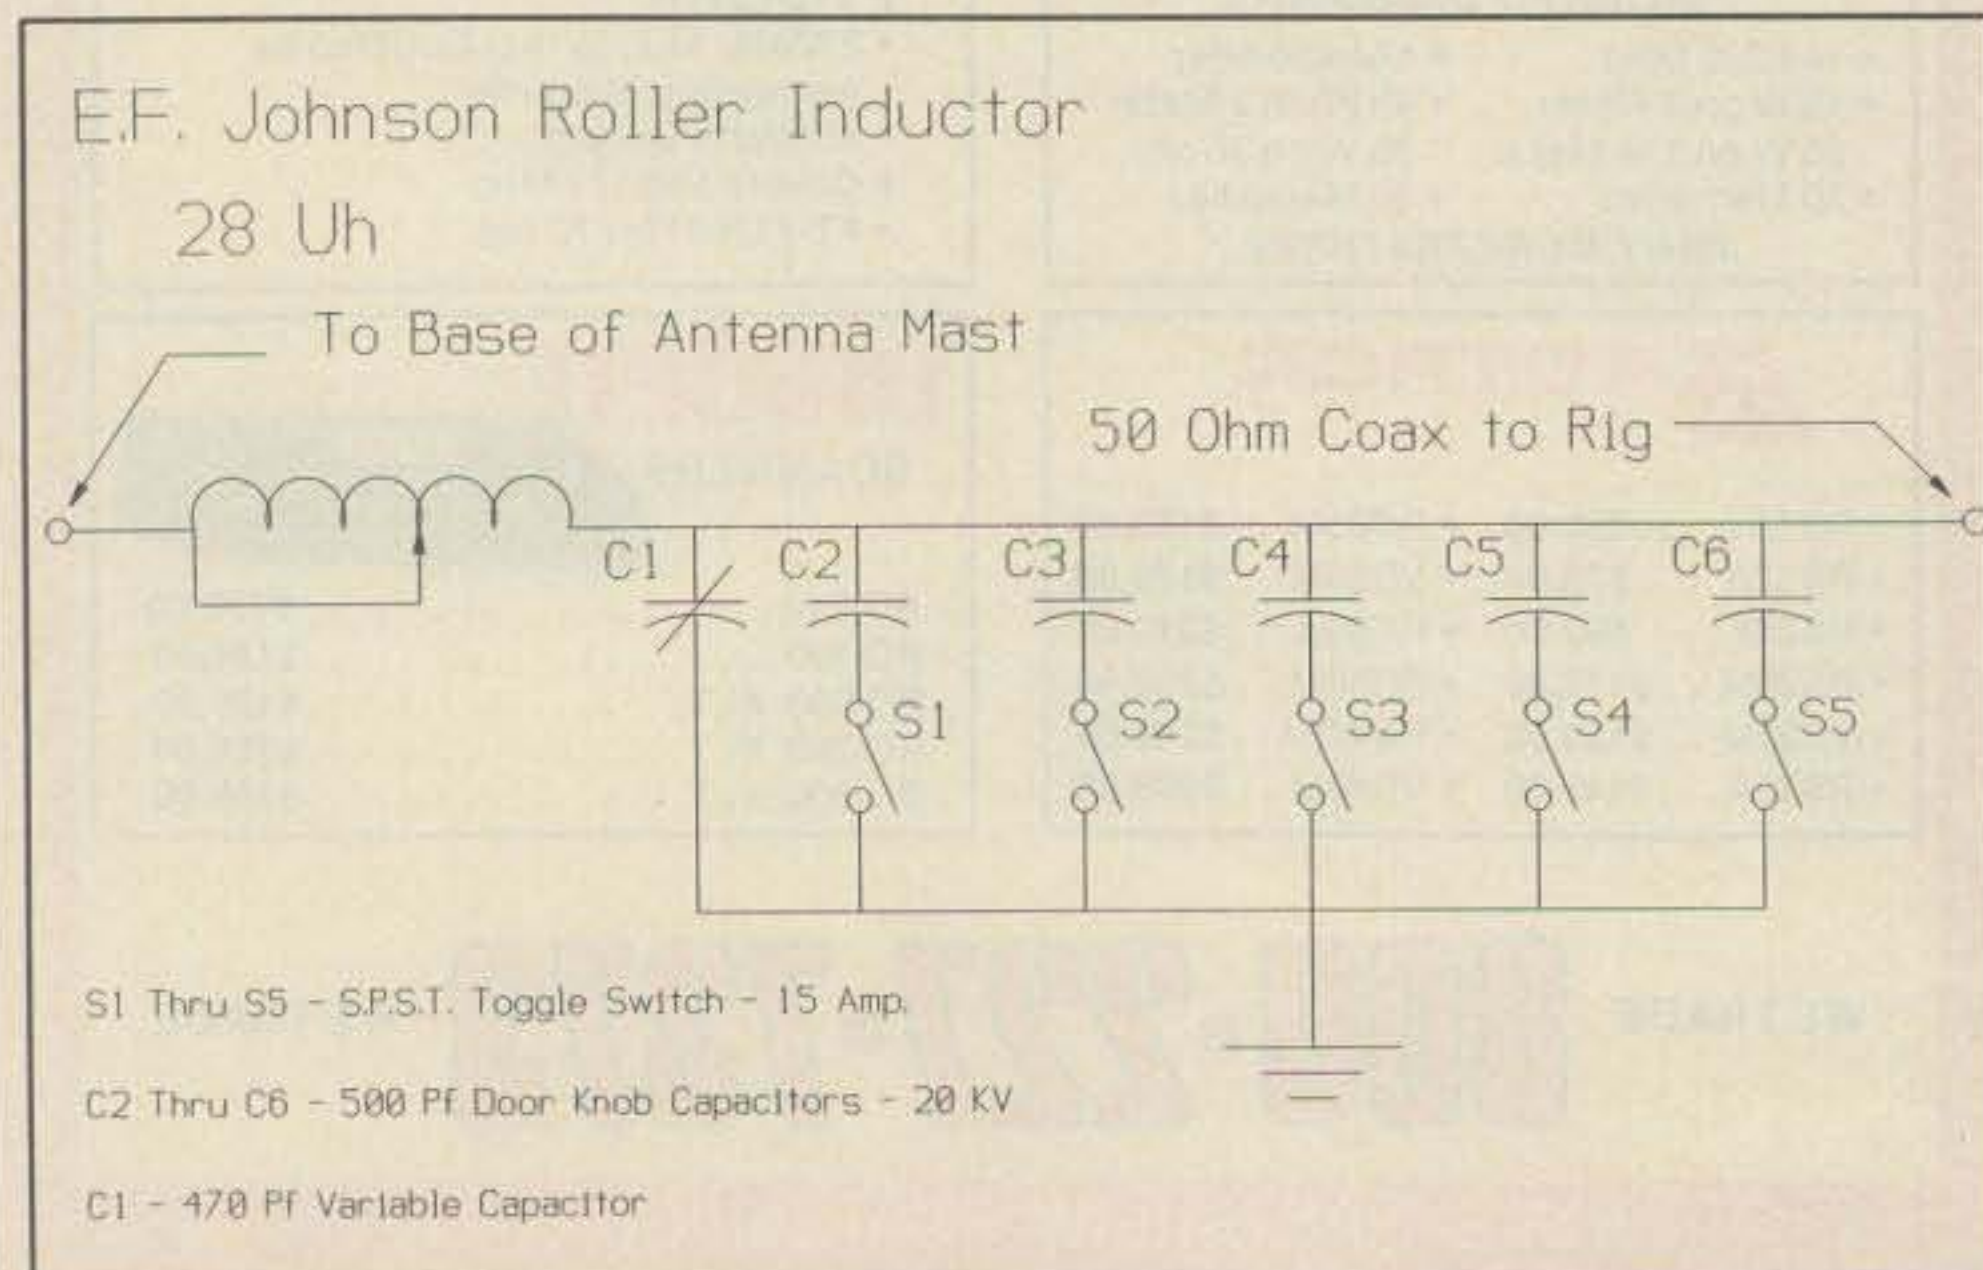 E.F. Johnson Roller Inductor
28 Uh
To Base of Antenna Mast
50 Ohm Coax to Rig
C1 C2 C3 C4 C5 C6
S1 S2 S3 S4 S5
S1 Thru S5 - S.P.S.T. Toggle Switch - 15 Amp.
C2 Thru C6 - 500 Pf Door Knob Capacitors - 20 KV
C1 - 470 Pf Variable Capacitor